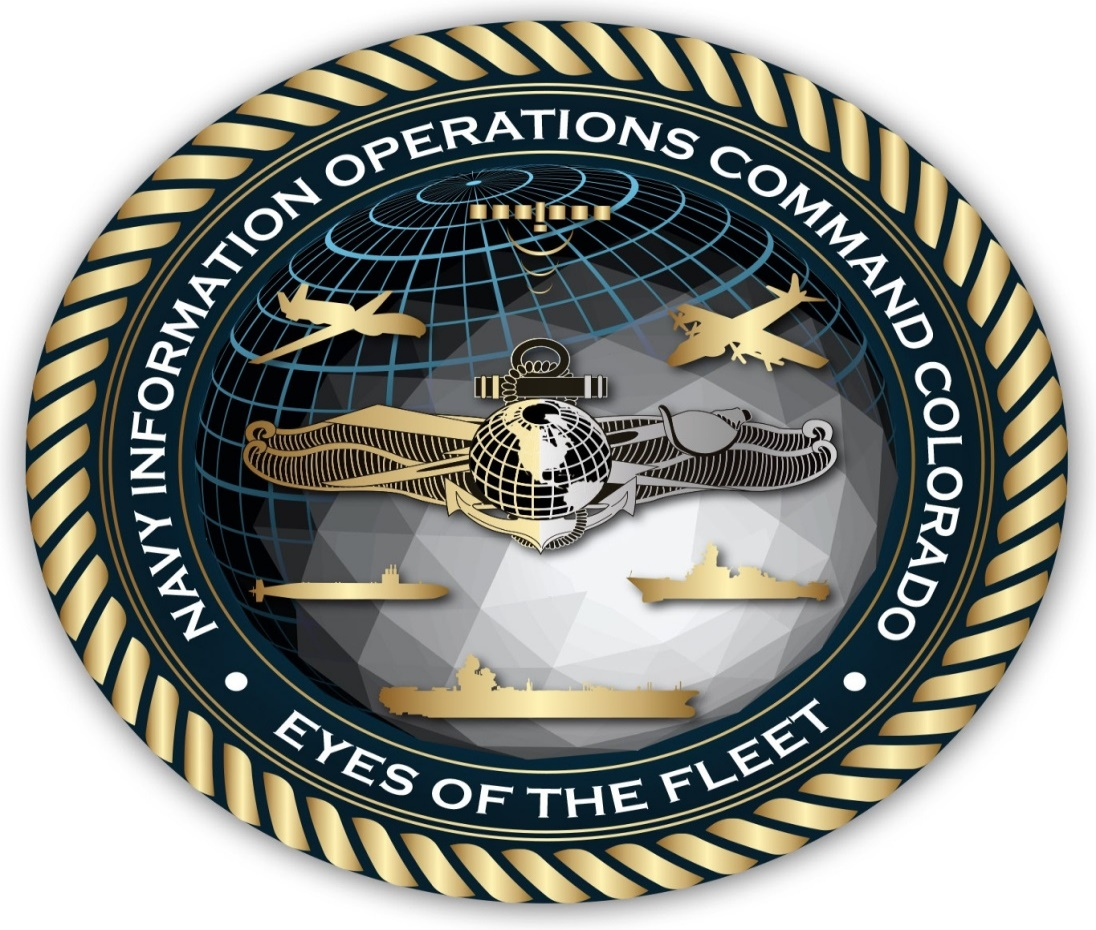 NAVY INFORMATION OPERATIONS COMMAND COLORADO
EYES OF THE FLEET